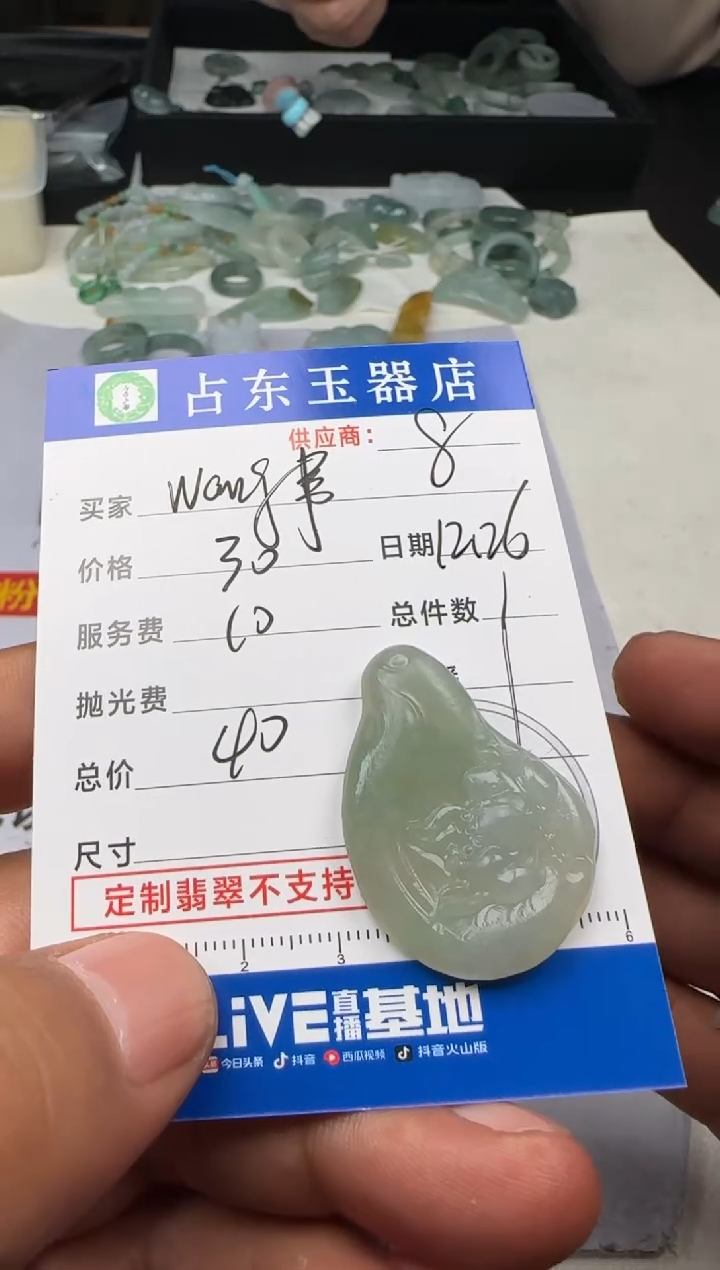 占东玉器店
供应商： 8
买家 Wang
价格 30 日期 12.26
服务费 10 总件数 1
抛光费
总价 40
尺寸
定制翡翠不支持
2 3 6
LiVE直播基地
今日头条 抖音 西瓜视频 抖音火山版
粉